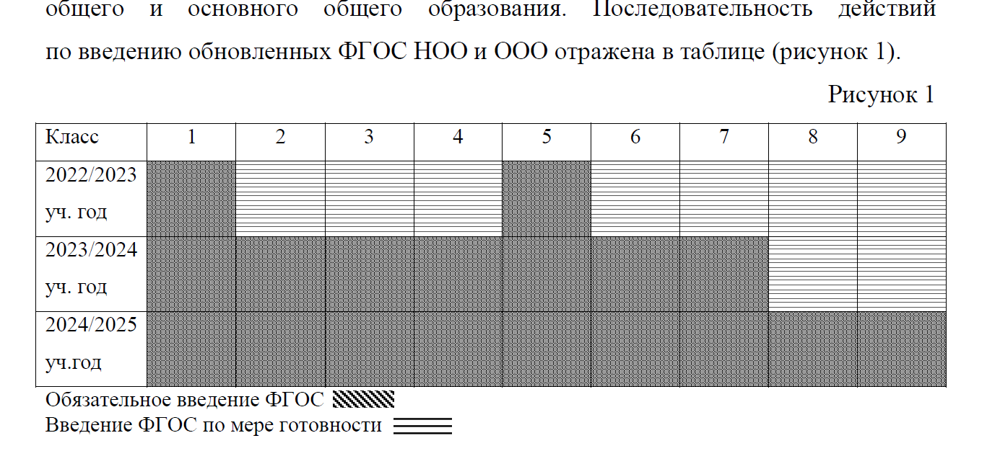 общего и основного общего образования. Последовательность действий
по введению обновленных ФГОС НОО и ООО отражена в таблице (рисунок 1).
Рисунок 1
Класс 1 2 3 4 5 6 7 8 9
2022/2023
уч. год
2023/2024
уч. год
2024/2025
уч.год
Обязательное введение ФГОС
Введение ФГОС по мере готовности